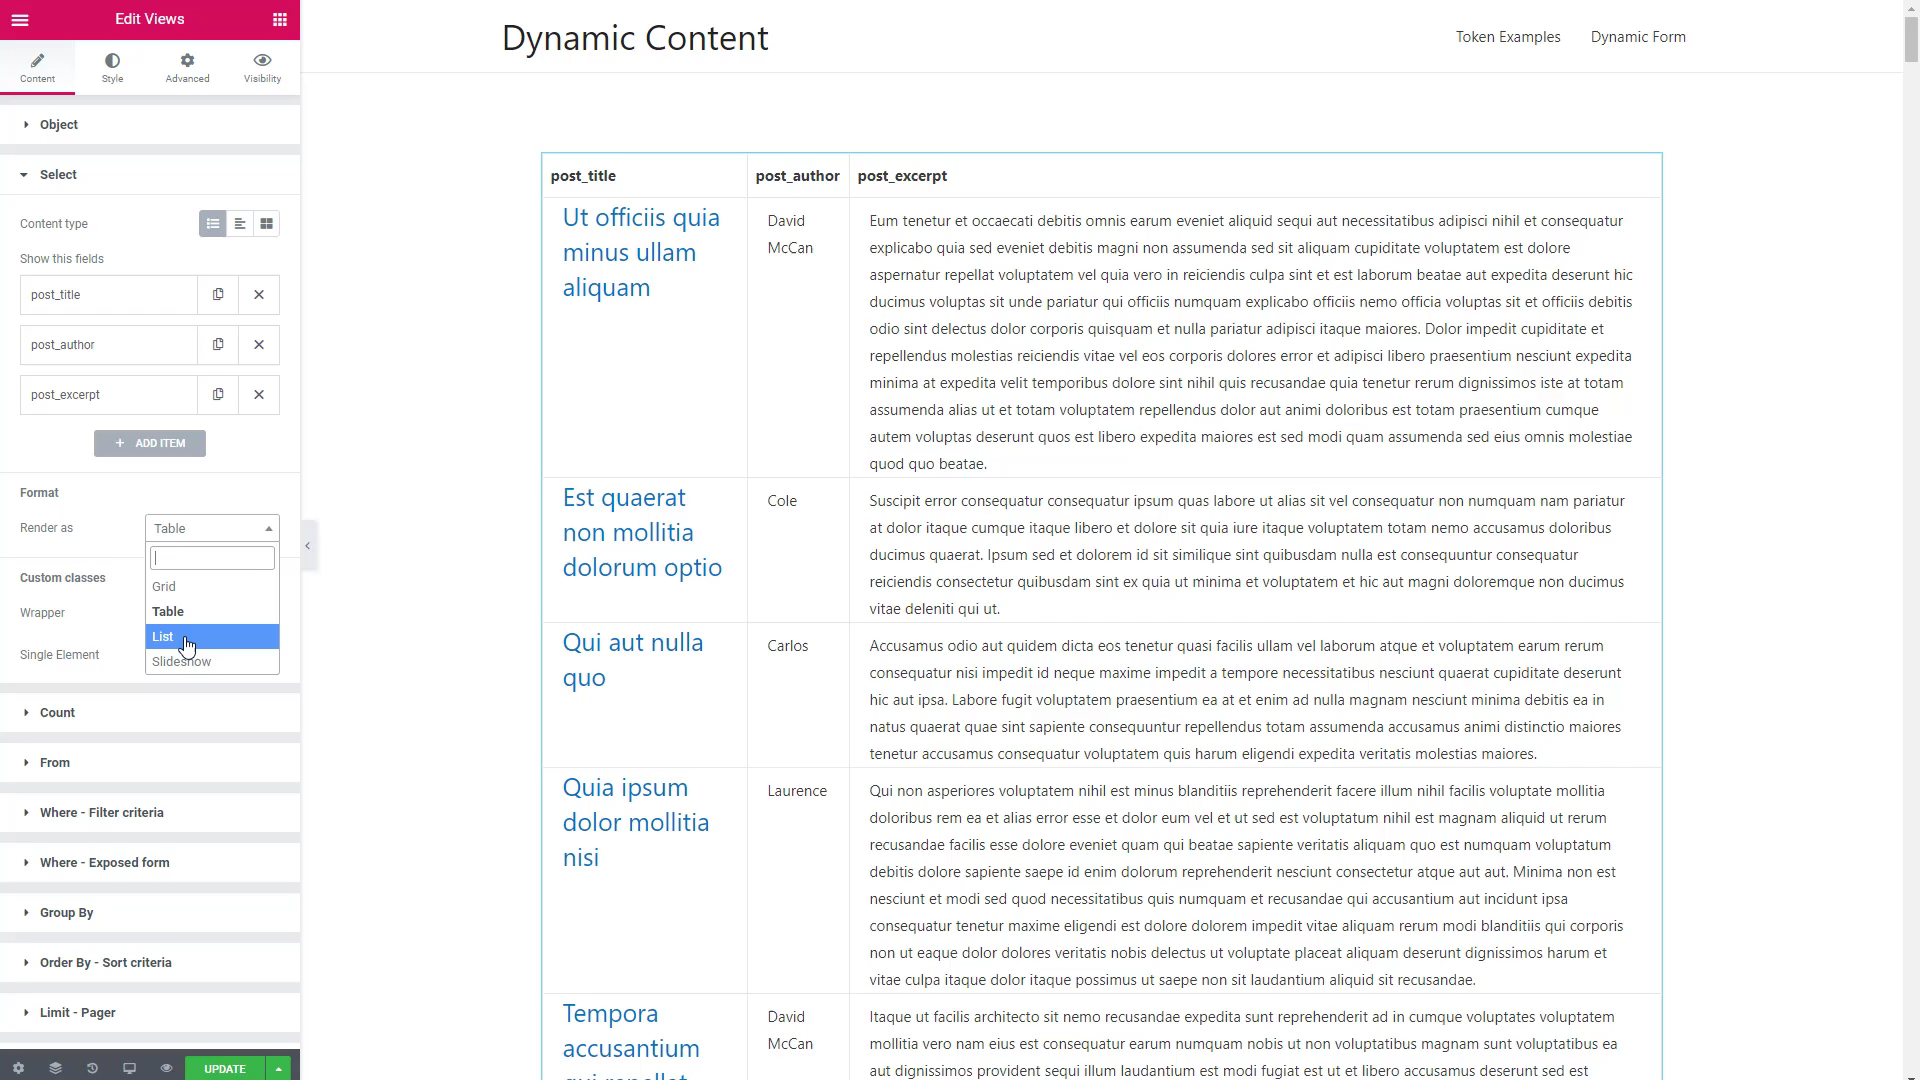 Edit Views
Content
Style
Advanced
Visibility
Object
Select
Content type
Show this fields
post_title
post_author
post_excerpt
ADD ITEM
Format
Render as
Table
Custom classes
Grid
Wrapper
Table
List
Single Element
Slideshow
Count
From
Where - Filter criteria
Where - Exposed form
Group By
Order By - Sort criteria
Limit - Pager
UPDATE
Dynamic Content
Token Examples
Dynamic Form
post_title
post_author
post_excerpt
Ut officiis quia
minus ullam
aliquam
David
McCan
Eum tenetur et occaecati debitis omnis earum eveniet aliquid sequi aut necessitatibus adipisci nihil et consequatur
explicabo quia sed eveniet debitis magni non assumenda sed sit aliquam cupiditate voluptatem est dolore
aspernatur repellat voluptatem vel quia vero in reiciendis culpa sint et est laborum beatae aut expedita deserunt hic
ducimus voluptas sit unde pariatur qui officiis numquam explicabo officiis nemo officia voluptas sit et officiis debitis
odio sint delectus dolor corporis quisquam et nulla pariatur adipisci itaque maiores. Dolor impedit cupiditate et
repellendus molestias reiciendis vitae vel eos corporis dolores error et adipisci libero praesentium nesciunt expedita
minima at expedita velit temporibus dolore sint nihil quis recusandae quia tenetur rerum dignissimos iste at totam
assumenda alias ut et totam voluptatem repellendus dolor aut animi doloribus est totam praesentium cumque
autem voluptas deserunt quos est libero expedita maiores est sed modi quam assumenda sed eius omnis molestiae
quod quo beatae.
Est quaerat
non mollitia
dolorum optio
Cole
Suscipit error consequatur consequatur ipsum quas labore ut alias sit vel consequatur non numquam nam pariatur
at dolor itaque cumque itaque libero et dolore sit quia iure itaque voluptatem totam nemo accusamus doloribus
ducimus quaerat. Ipsum sed et dolorem id sit similique sint quibusdam nulla est consequuntur consequatur
reiciendis consectetur quibusdam sint ex quia ut minima et voluptatem et hic aut magni doloremque non ducimus
vitae deleniti qui ut.
Qui aut nulla
quo
Carlos
Accusamus odio aut quidem dicta eos tenetur quasi facilis ullam vel laborum atque et voluptatem earum rerum
consequatur nisi impedit id neque maxime impedit a tempore necessitatibus nesciunt quaerat cupiditate deserunt
hic aut ipsa. Labore fugit voluptatem praesentium ea at et enim ad nulla magnam nesciunt minima debitis ea in
natus quaerat quae sint sapiente consequuntur repellendus totam assumenda accusamus animi distinctio maiores
tenetur accusamus consequatur voluptatem quis harum eligendi expedita veritatis molestias maiores.
Quia ipsum
dolor mollitia
nisi
Laurence
Qui non asperiores voluptatem nihil est minus blanditiis reprehenderit facere illum nihil facilis voluptate mollitia
doloribus rem ea et alias error esse et dolor eum vel et ut sed est voluptatum nihil est magnam aliquid ut rerum
recusandae facilis esse dolore eveniet quam qui beatae sapiente veritatis aliquam quo est numquam voluptatum
debitis dolore sapiente saepe id enim dolorum reprehenderit nesciunt consectetur atque aut aut. Minima non est
nesciunt et modi sed quod necessitatibus quis numquam et recusandae qui accusantium aut incidunt ipsa
consequatur tenetur maxime eligendi est dolore dolorem impedit vitae aliquam rerum modi blanditiis qui corporis
non ut eaque dolor dolores veritatis nobis delectus ut voluptate placeat aliquam deserunt dignissimos harum et
vitae culpa itaque dolor itaque possimus ut saepe non sit laudantium aliquid sit recusandae.
Tempora
accusantium
qui repellat
David
McCan
Itaque ut facilis architecto sit nemo recusandae expedita sunt reprehenderit ad in cumque voluptates voluptatem
mollitia vero nam eius est consequatur earum numquam nobis ut non voluptatibus magnam sunt voluptatibus ea
aut dignissimos provident sequi illum laudantium est modi fugiat est ut et libero accusamus deserunt sed est